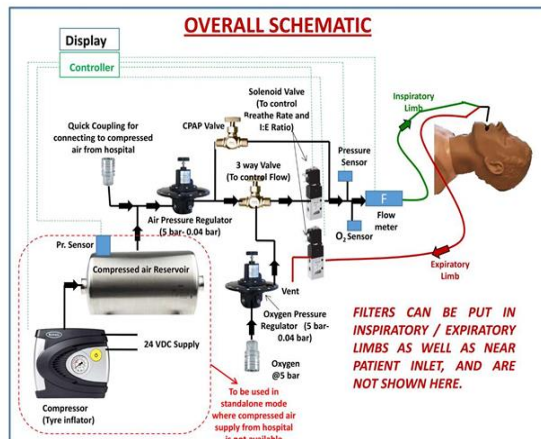 OVERALL SCHEMATIC
Display
Controller
Solenoid Valve
(To control
Breathe Rate and
I:E Ratio)
Inspiratory
Limb
Quick Coupling for
connecting to compressed
air from hospital
CPAP Valve
Pressure
Sensor
3 way Valve
(To control Flow)
F
Flow
meter
Air Pressure Regulator
(5 bar- 0.04 bar)
O2 Sensor
Pr. Sensor
Compressed air Reservoir
Vent
Expiratory
Limb
Oxygen Pressure
Regulator (5 bar-
0.04 bar)
24 VDC Supply
Oxygen
@5 bar
Compressor
(Tyre inflator)
To be used in
standalone mode
where compressed air
supply from hospital
is not available
FILTERS CAN BE PUT IN
INSPIRATORY / EXPIRATORY
LIMBS AS WELL AS NEAR
PATIENT INLET, AND ARE
NOT SHOWN HERE.